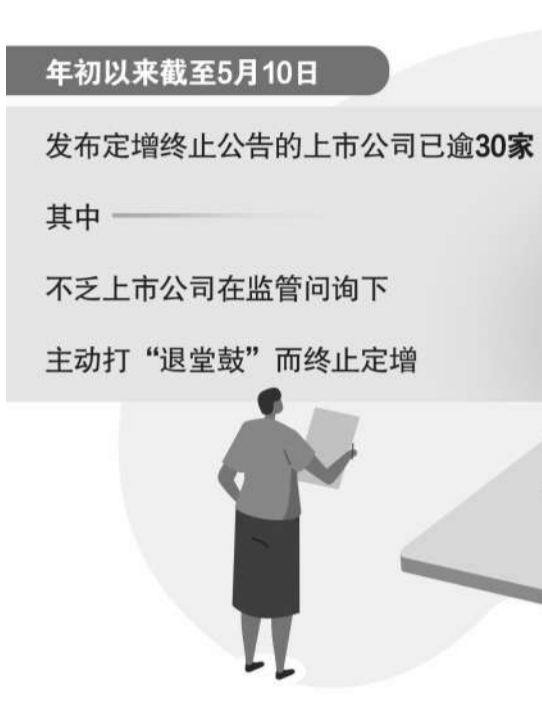 年初以来截至5月10日
发布定增终止公告的上市公司已逾30家
其中
不乏上市公司在监管问询下
主动打“退堂鼓”而终止定增